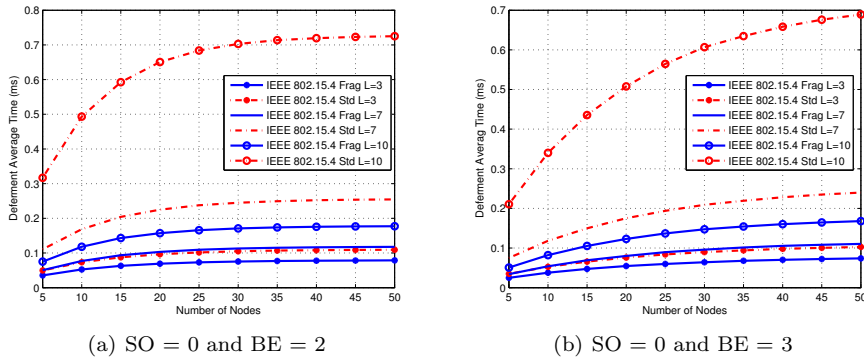 0.8
0.7
0.6
0.5
0.4
0.3
0.2
0.1
0
Deferment Average Time (ms)
IEEE 802.15.4 Frag L=3
IEEE 802.15.4 Std L=3
IEEE 802.15.4 Frag L=7
IEEE 802.15.4 Std L=7
IEEE 802.15.4 Frag L=10
IEEE 802.15.4 Std L=10
5 10 15 20 25 30 35 40 45 50
Number of Nodes
(a) SO = 0 and BE = 2
0.7
0.6
0.5
0.4
0.3
0.2
0.1
0
Deferment Averag Time (ms)
IEEE 802.15.4 Frag L=3
IEEE 802.15.4 Std L=3
IEEE 802.15.4 Frag L=7
IEEE 802.15.4 Std L=7
IEEE 802.15.4 Frag L=10
IEEE 802.15.4 Std L=10
5 10 15 20 25 30 35 40 45 50
Number of Nodes
(b) SO = 0 and BE = 3